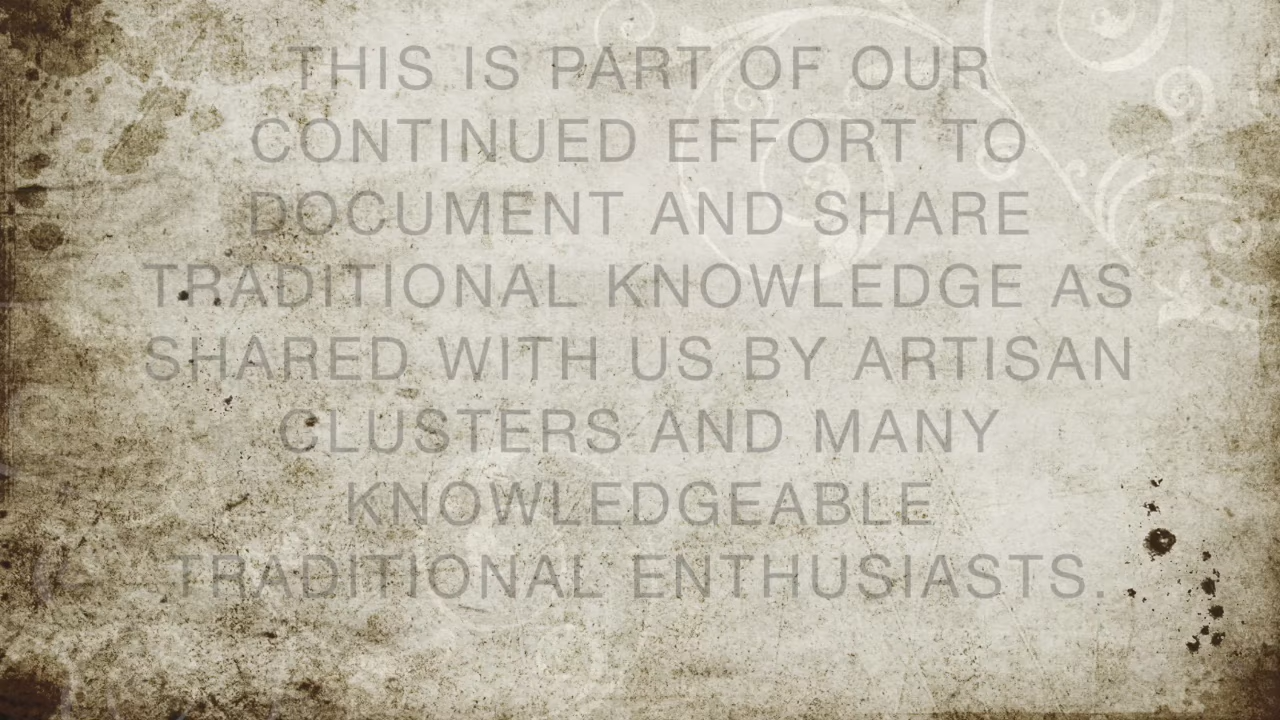 THIS IS PART OF OUR
CONTINUED EFFORT TO
DOCUMENT AND SHARE
TRADITIONAL KNOWLEDGE AS
SHARED WITH US BY ARTISAN
CLUSTERS AND MANY
KNOWLEDGEABLE
TRADITIONAL ENTHUSIASTS.